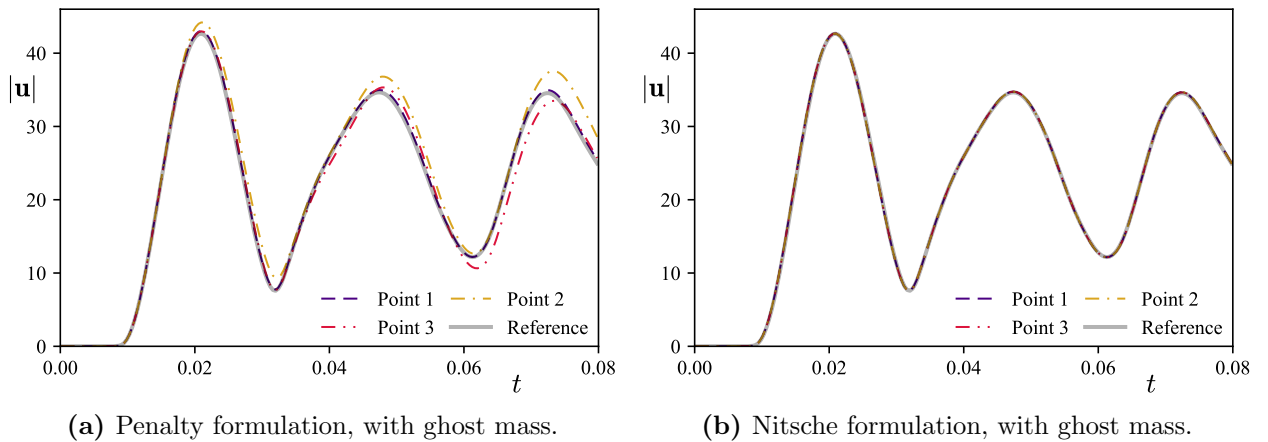 40
|u|
30
20
10
0
Point 1 Point 2
Point 3 Reference
0.00 0.02 0.04 0.06 0.08
t
(a) Penalty formulation, with ghost mass.
40
|u|
30
20
10
0
Point 1 Point 2
Point 3 Reference
0.00 0.02 0.04 0.06 0.08
t
(b) Nitsche formulation, with ghost mass.